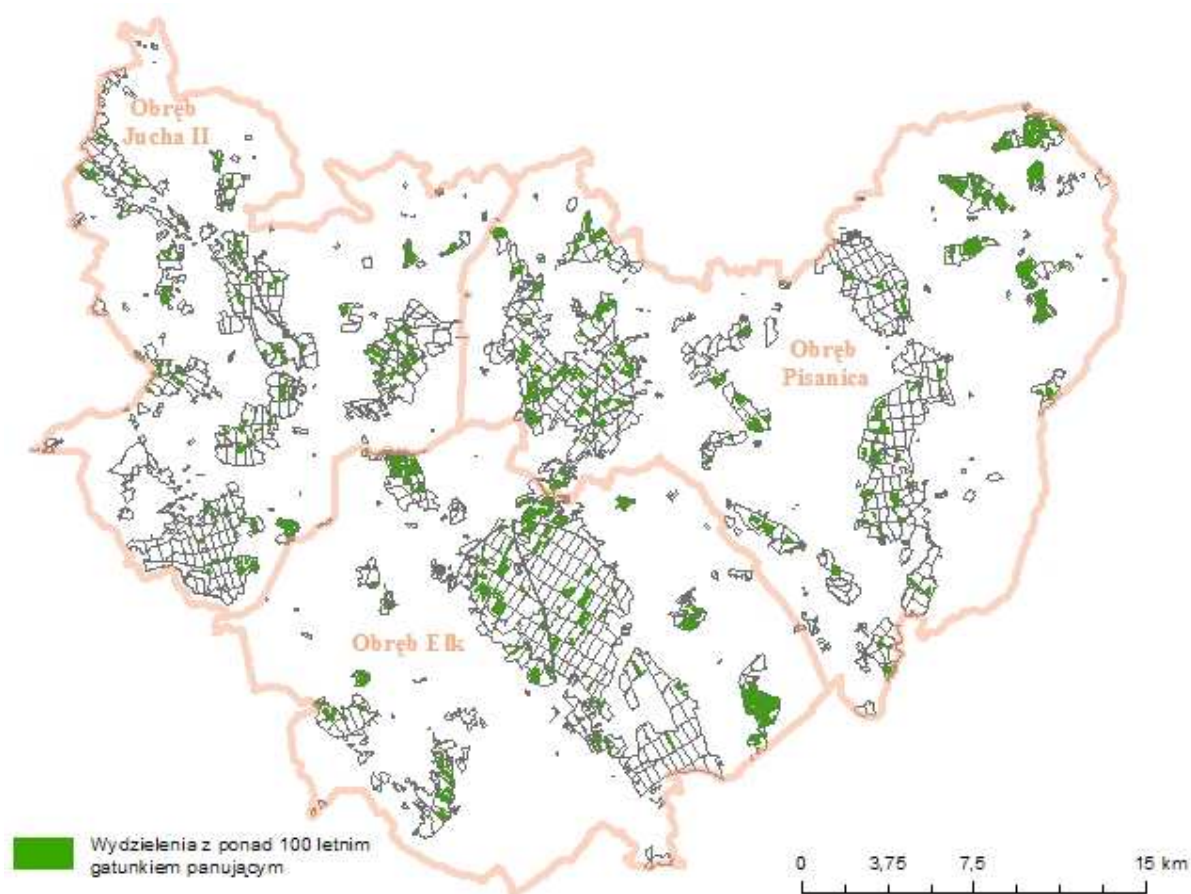 Obręb
Jucha II
Obręb
Pisanica
Obręb Ełk
Wydzielenia z ponad 100 letnim
gatunkiem panującym
0 3,75 7,5 15 km